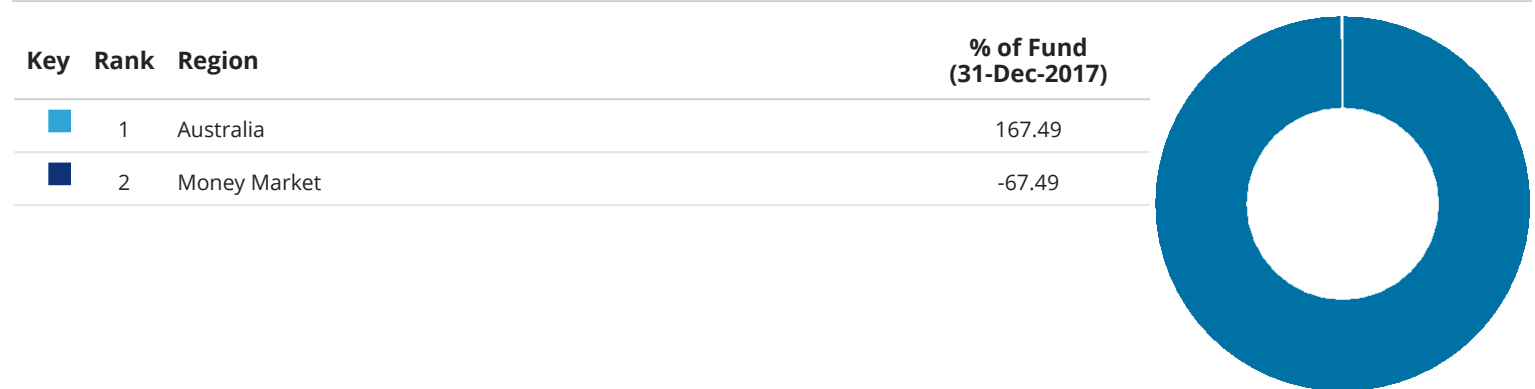 Key Rank Region % of Fund
(31-Dec-2017)
1 Australia 167.49
2 Money Market -67.49